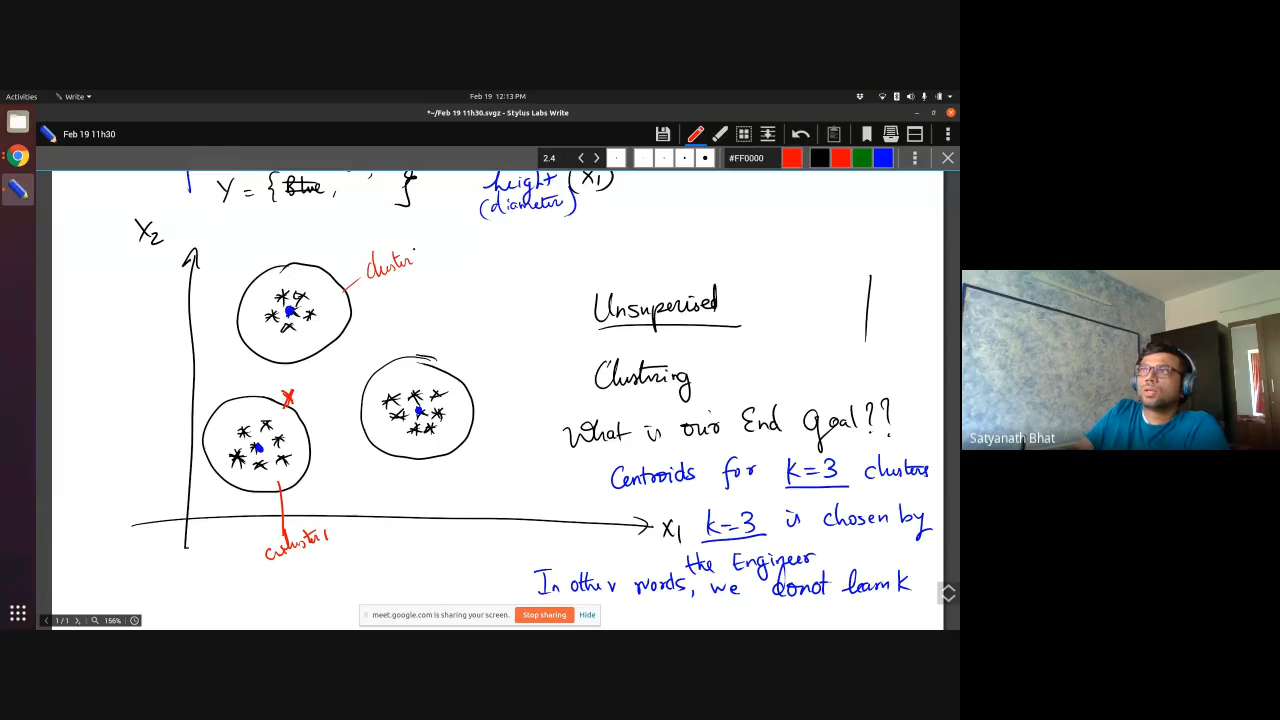 Activities
Write
Feb 19 12:13 PM
*~/Feb 19 11h30.svgz - Stylus Labs Write
Feb 19 11h30
2.4
#FF0000
Y = { Blue, }
height (X1)
(diameter)
X2
cluster
Unsuperised
Clustering
What is our End Goal??
Centroids for k=3 clusters
X1
k=3 is chosen by
the Engineer
In other words, we donot learn k
cluster 1
meet.google.com is sharing your screen.
Stop sharing
Hide
1/1
156%
Satyanath Bhat